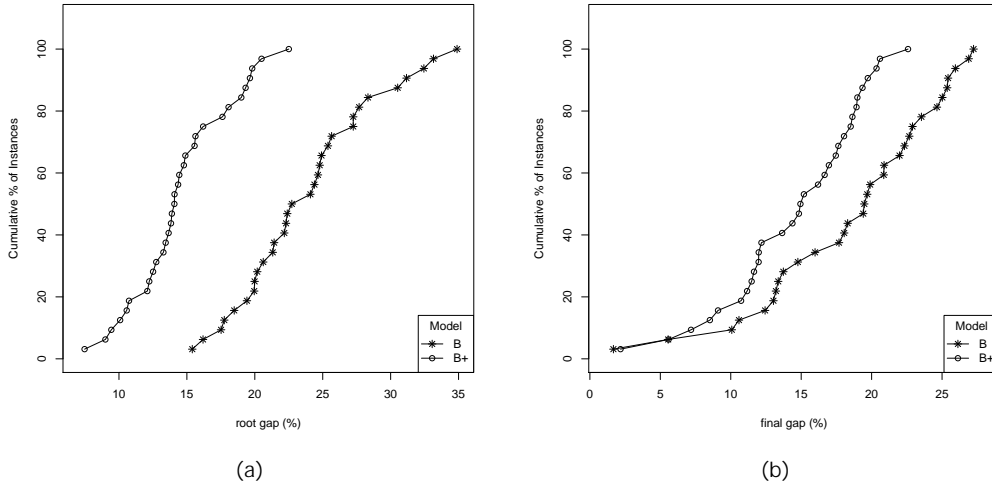 100
80
60
40
20
0
Cumulative % of Instances
10 15 20 25 30 35
root gap (%)
Model
B
B+
(a)
100
80
60
40
20
0
Cumulative % of Instances
0 5 10 15 20 25
final gap (%)
Model
B
B+
(b)